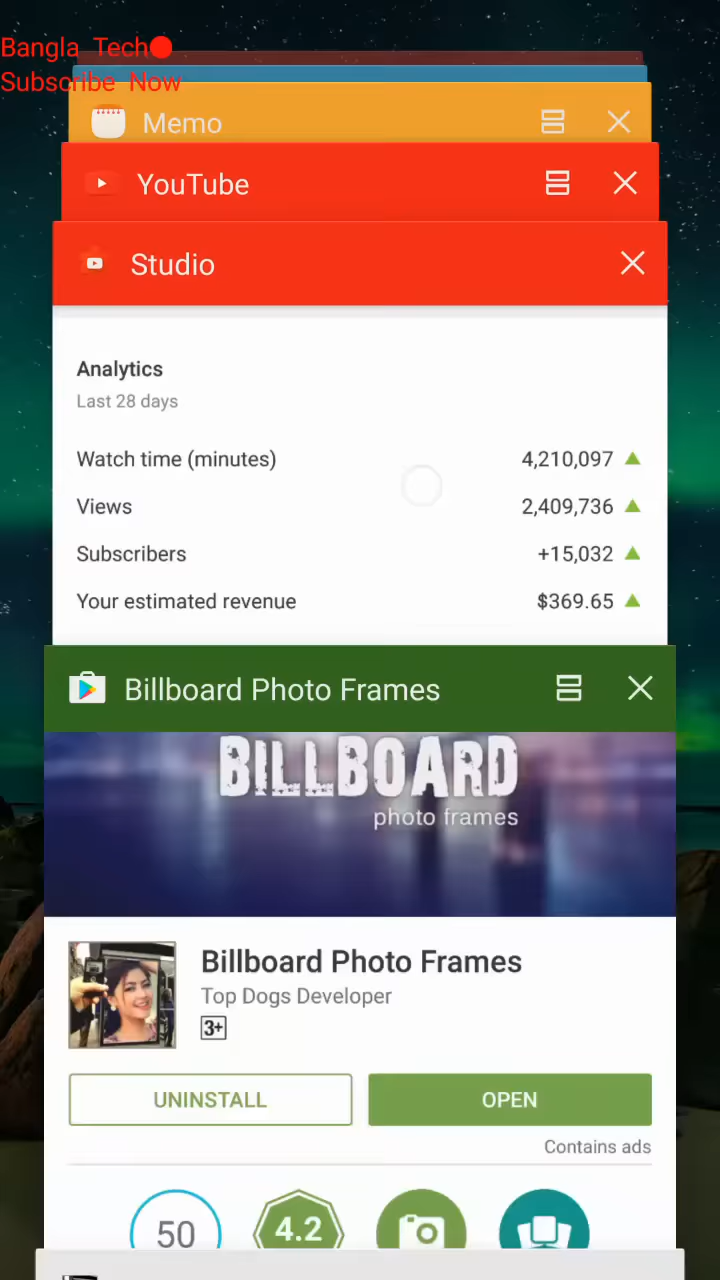 Bangla Tech
Subscribe Now
Memo
YouTube
Studio
Analytics
Last 28 days
Watch time (minutes) 4,210,097
Views 2,409,736
Subscribers +15,032
Your estimated revenue $369.65
Billboard Photo Frames
BILLBOARD
photo frames
Billboard Photo Frames
Top Dogs Developer
3+
UNINSTALL OPEN
Contains ads
50 4.2